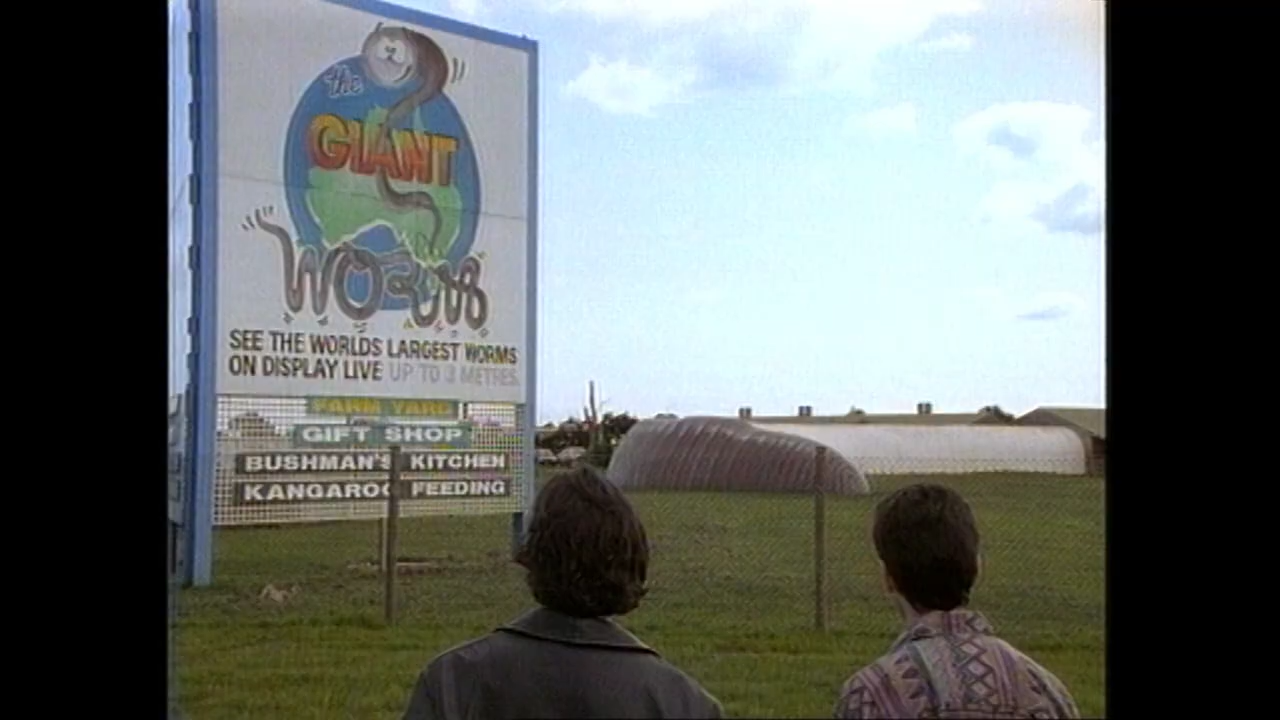 the
GIANT
WORMS
SEE THE WORLDS LARGEST WORMS
ON DISPLAY LIVE UP TO 3 METRES.
FARM YARD
GIFT SHOP
BUSHMAN'S KITCHEN
KANGAROO FEEDING